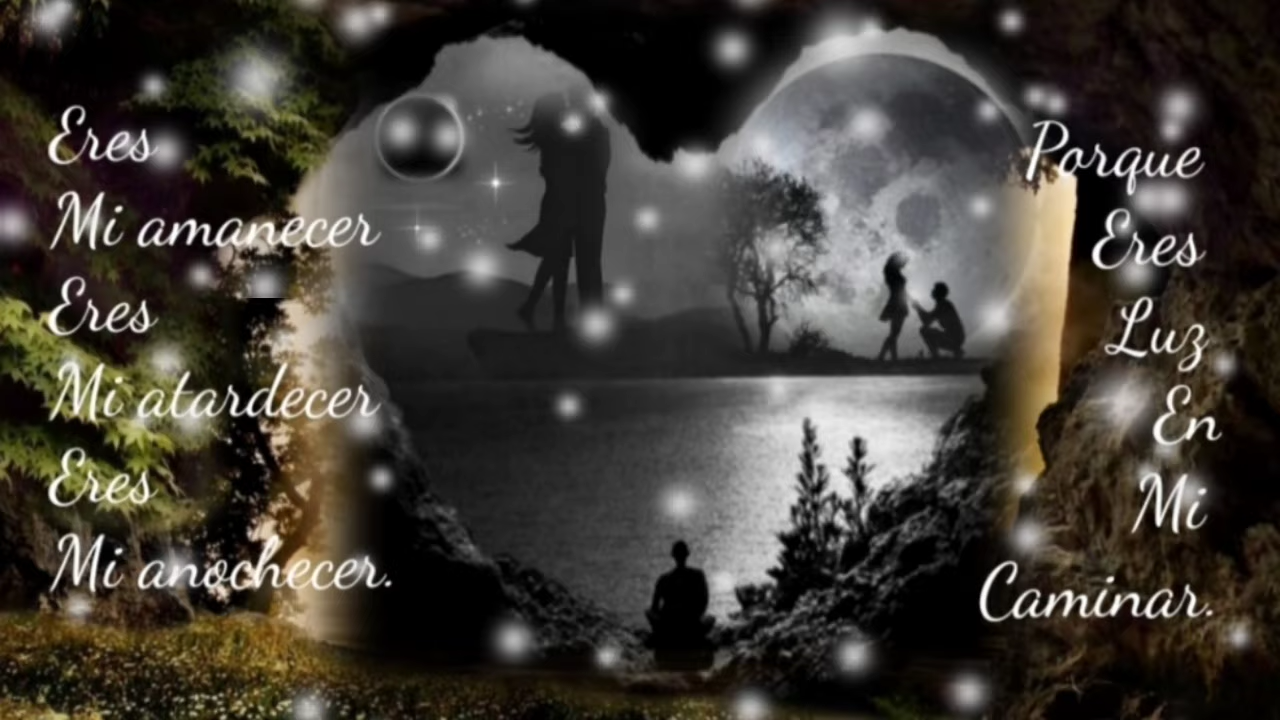 Eres
Mi amanecer
Eres
Mi atardecer
Eres
Mi anochecer.
Porque
Eres
Luz
En
Mi
Caminar.